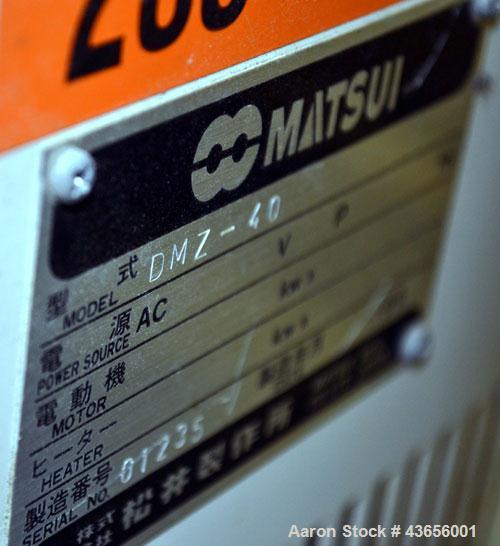 200
MATSUI
型式 DMZ-40
MODEL
電源 AC V P
POWER SOURCE
電動機 kW
MOTOR
ヒーター kW
HEATER
製造番号 01235
SERIAL NO.
株式会社 松井製作所
Aaron Stock # 43656001